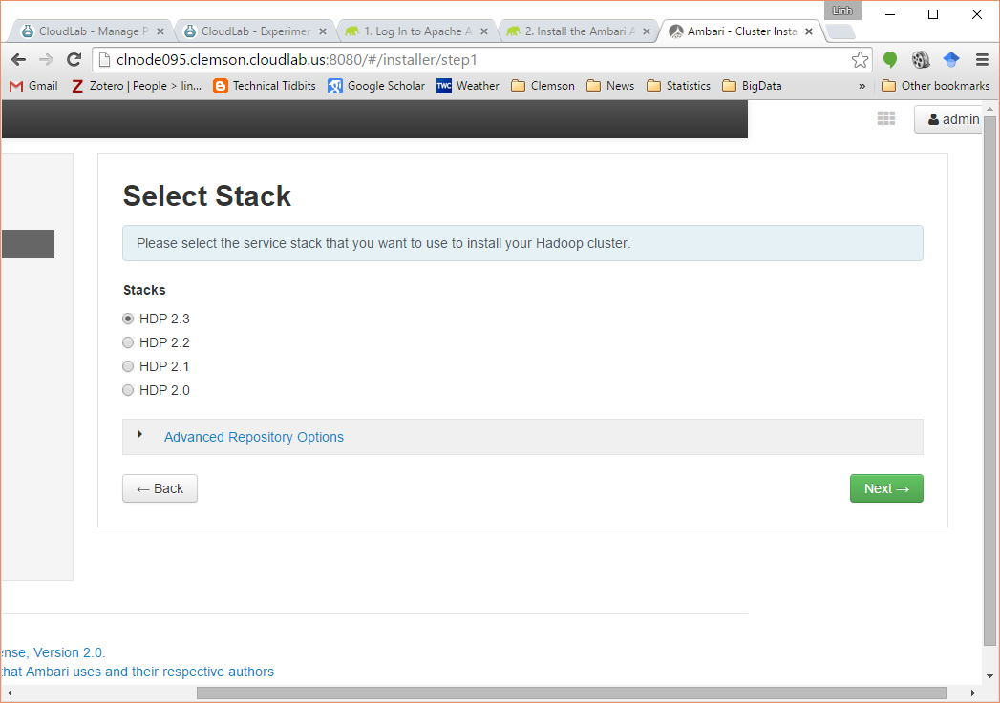 Linh
CloudLab - Manage P
CloudLab - Experimen
1. Log In to Apache A
2. Install the Ambari A
Ambari - Cluster Insta
clnode095.clemson.cloudlab.us:8080/#/installer/step1
Gmail
Z Zotero | People > lin...
Technical Tidbits
Google Scholar
TWC Weather
Clemson
News
Statistics
BigData
»
Other bookmarks
admin
Select Stack
Please select the service stack that you want to use to install your Hadoop cluster.
Stacks
HDP 2.3
HDP 2.2
HDP 2.1
HDP 2.0
Advanced Repository Options
← Back
Next →
ense, Version 2.0.
that Ambari uses and their respective authors